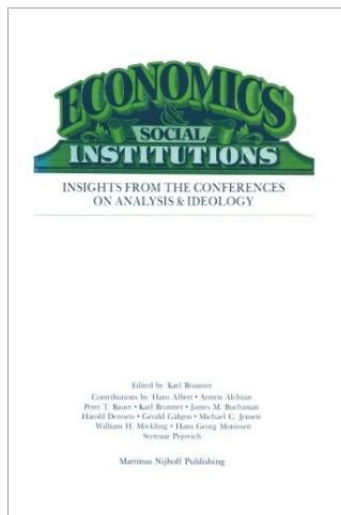 ECONOMICS
&
SOCIAL
INSTITUTIONS
INSIGHTS FROM THE CONFERENCES
ON ANALYSIS & IDEOLOGY
Edited by Karl Brunner
Contributions by Hans Albert • Armen Alchian
Peter T. Bauer • Karl Brunner • James M. Buchanan
Harold Demsetz • Gérard Gäfgen • Michael C. Jensen
William H. Meckling • Hans Georg Monissen
Svetozar Pejovich
Martinus Nijhoff Publishing